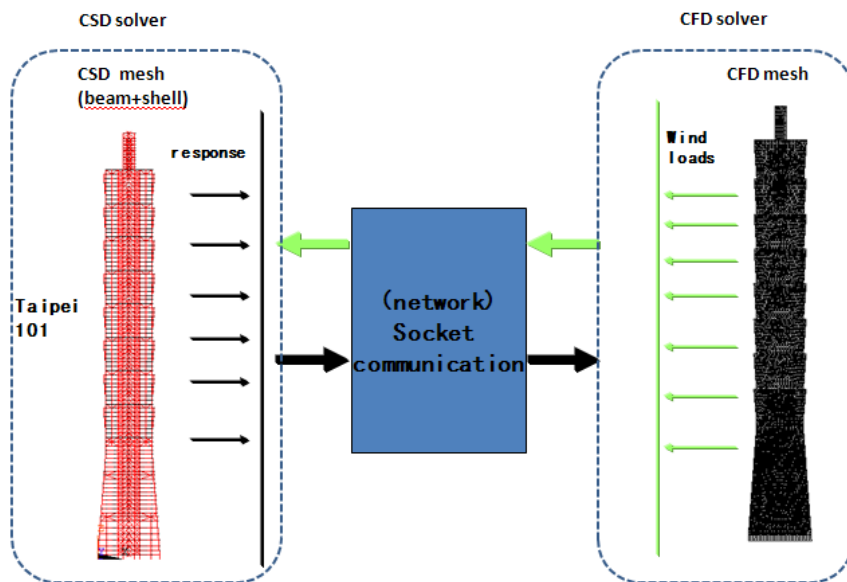 CSD solver
CSD mesh
(beam+shell)
response
Taipei
101
(network)
Socket
communication
CFD solver
CFD mesh
Wind
loads